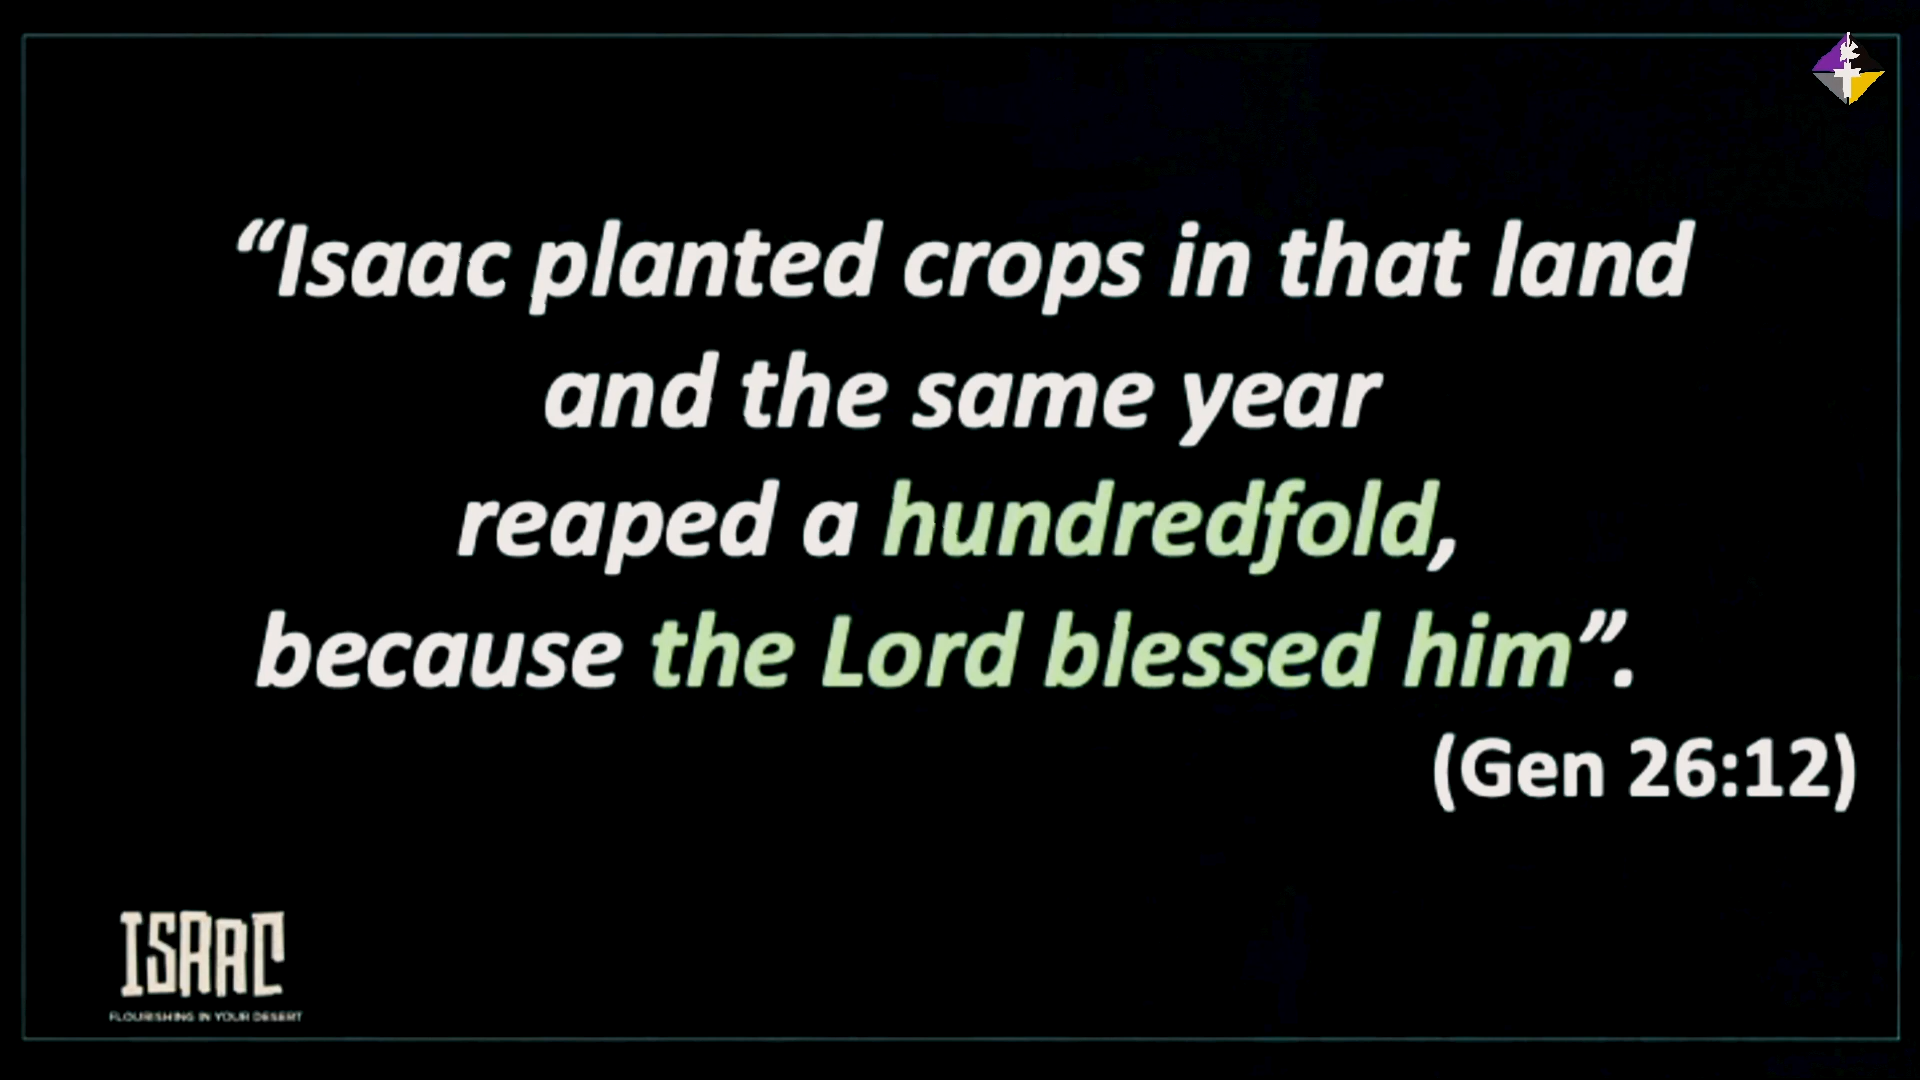 “Isaac planted crops in that land
and the same year
reaped a hundredfold,
because the Lord blessed him”.
(Gen 26:12)
ISAAC
FLOURISHING IN YOUR DESERT